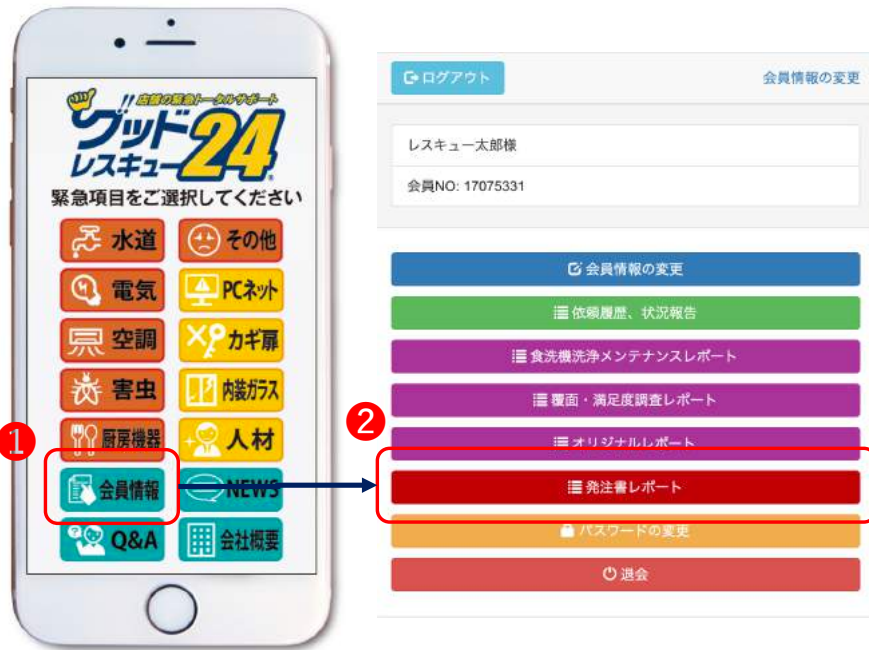 !! 店舗の緊急トータルサポート
グッド
レスキュー24
緊急項目をご選択してください
水道
その他
電気
PCネット
空調
カギ扉
害虫
内装ガラス
1
厨房機器
人材
会員情報
NEWS
Q&A
会社概要
ログアウト
会員情報の変更
レスキュー太郎様
会員NO: 17075331
会員情報の変更
依頼履歴、状況報告
食洗機洗浄メンテナンスレポート
覆面・満足度調査レポート
2
オリジナルレポート
発注書レポート
パスワードの変更
退会